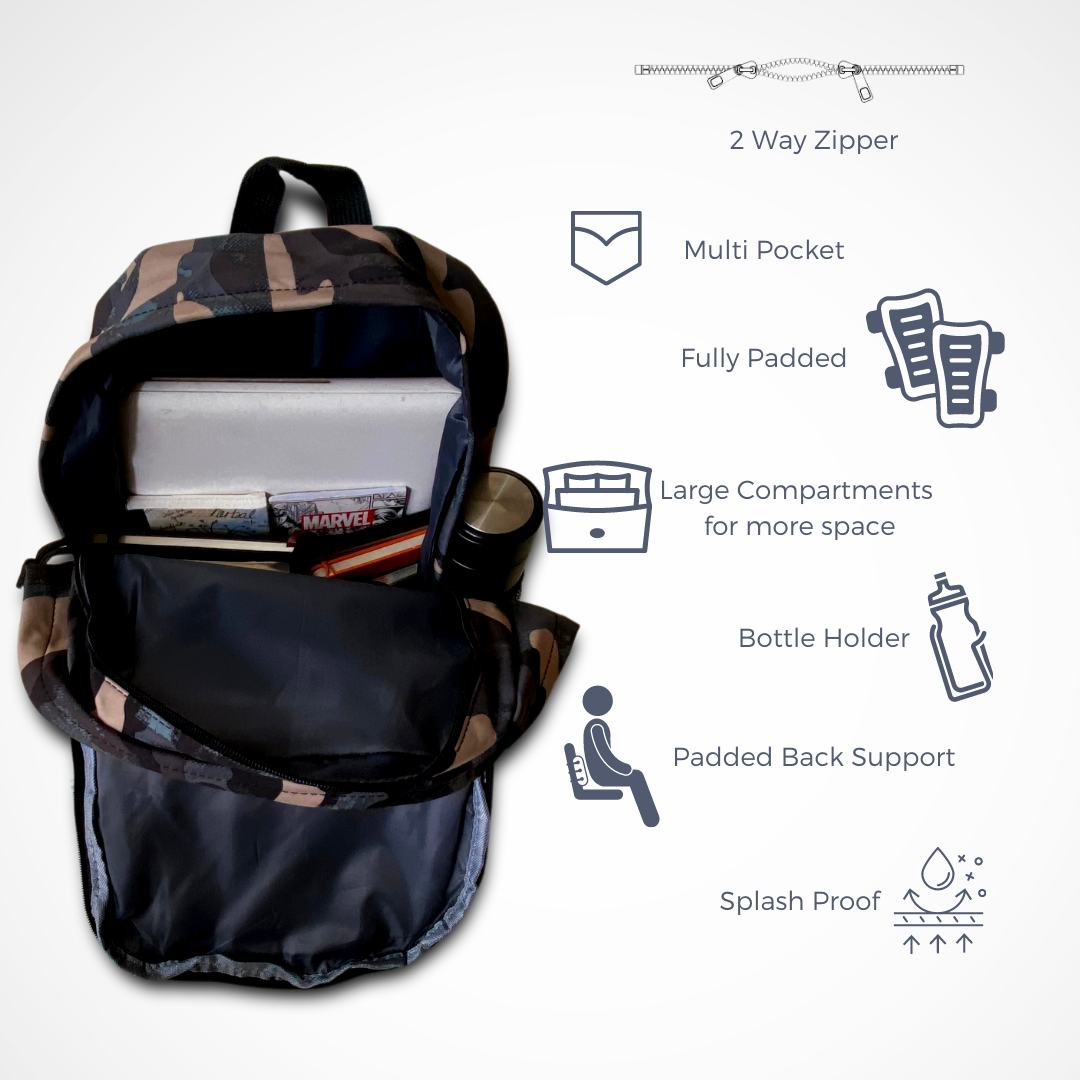 2 Way Zipper
Multi Pocket
Fully Padded
Large Compartments
for more space
Bottle Holder
Padded Back Support
Splash Proof
MARVEL